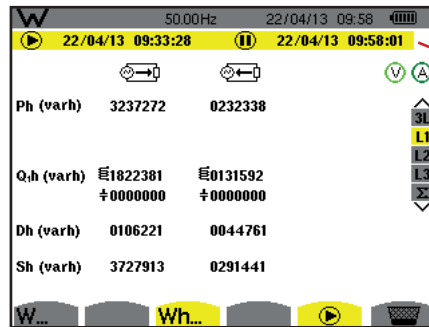 W 50.00Hz 22/04/13 09:58
22/04/13 09:33:28 22/04/13 09:58:01
V A
Ph (varh) 3237272 0232338
3L
L1
L2
Q₁h (varh) 1822381 0131592
L3
÷0000000 ÷0000000
Σ
Dh (varh) 0106221 0044761
Sh (varh) 3727913 0291441
W... Wh...